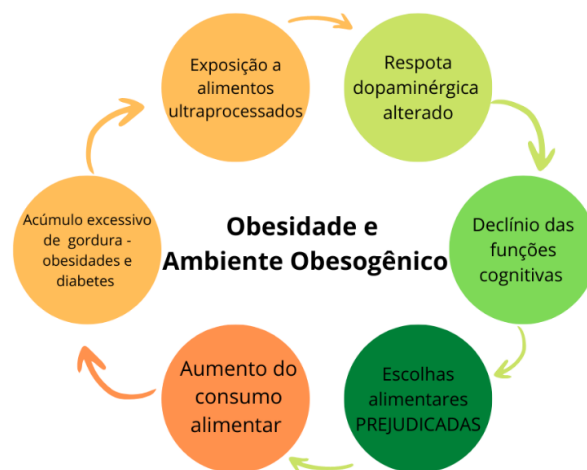 Exposição a
alimentos
ultraprocessados
Respota
dopaminérgica
alterado
Declínio das
funções
cognitivas
Escolhas
alimentares
PREJUDICADAS
Aumento do
consumo
alimentar
Acúmulo excessivo
de gordura -
obesidades e
diabetes
Obesidade e
Ambiente Obesogênico